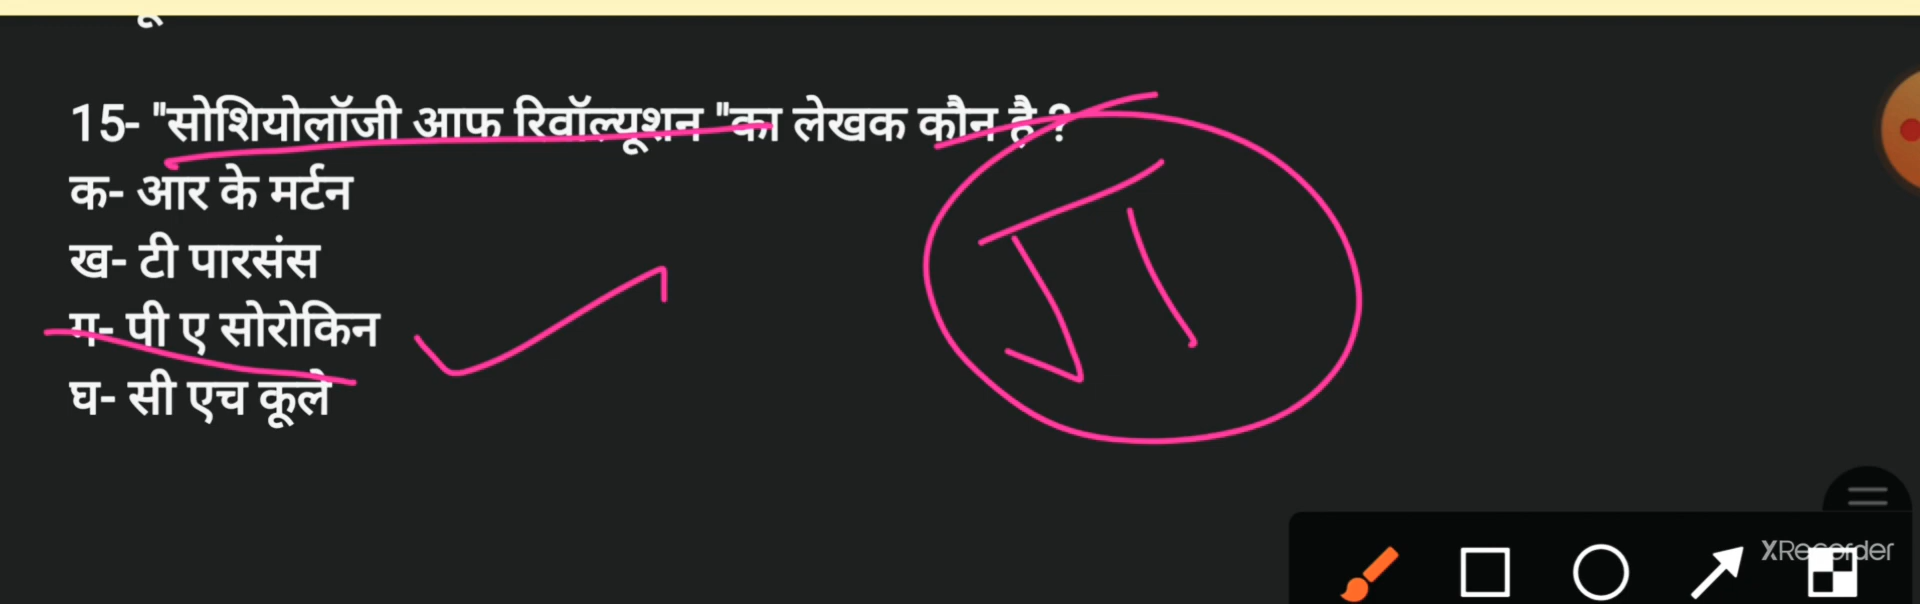 15- "सोशियोलॉजी आफ रिवॉल्यूशन "का लेखक कौन है ?
क- आर के मर्टन
ख- टी पारसंस
ग- पी ए सोरोकिन
ग
घ- सी एच कूले
XRecorder